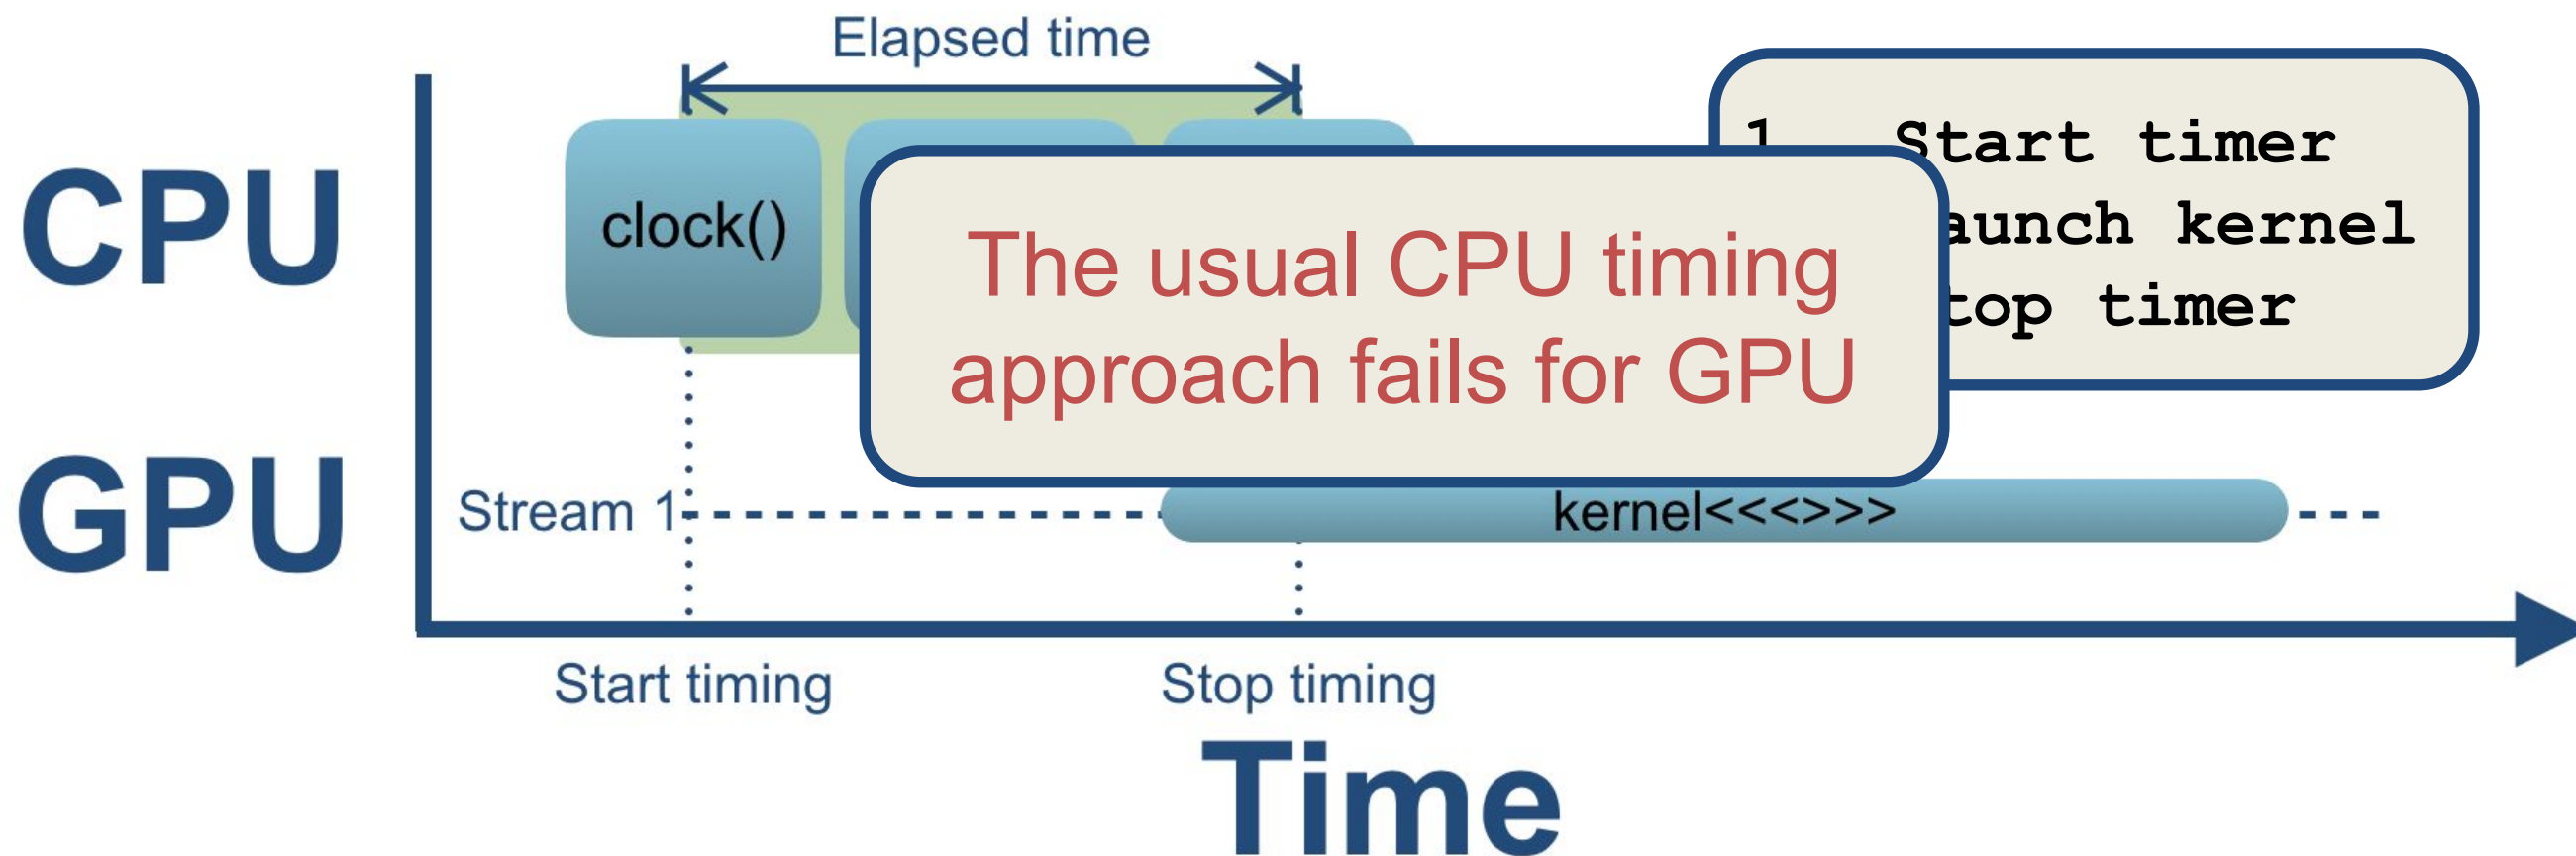 Elapsed time
CPU
clock()
1 Start timer
aunch kernel
top timer
The usual CPU timing
approach fails for GPU
GPU
Stream 1
kernel<<<>>>
Start timing
Stop timing
Time